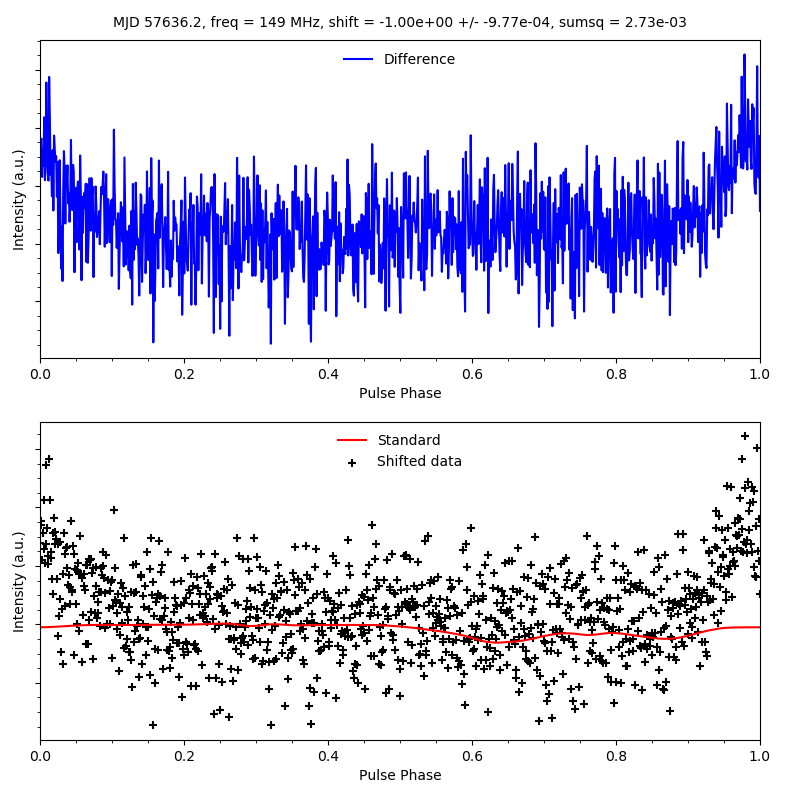 MJD 57636.2, freq = 149 MHz, shift = -1.00e+00 +/- -9.77e-04, sumsq = 2.73e-03
Difference
Intensity (a.u.)
0.0 0.2 0.4 0.6 0.8 1.0
Pulse Phase
Standard
Shifted data
Intensity (a.u.)
0.0 0.2 0.4 0.6 0.8 1.0
Pulse Phase